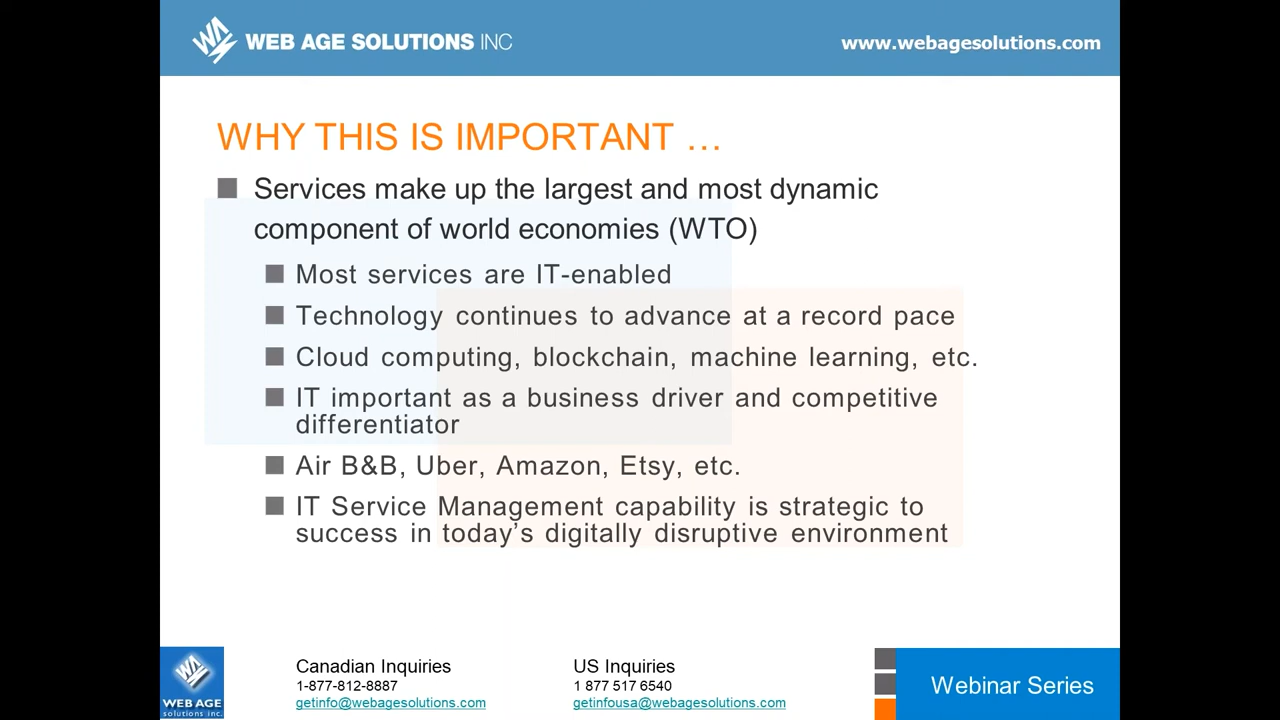 WEB AGE SOLUTIONS INC
www.webagesolutions.com
WHY THIS IS IMPORTANT …
Services make up the largest and most dynamic
component of world economies (WTO)
Most services are IT-enabled
Technology continues to advance at a record pace
Cloud computing, blockchain, machine learning, etc.
IT important as a business driver and competitive
differentiator
Air B&B, Uber, Amazon, Etsy, etc.
IT Service Management capability is strategic to
success in today’s digitally disruptive environment
WEB AGE
solutions inc.
Canadian Inquiries
1-877-812-8887
getinfo@webagesolutions.com
US Inquiries
1 877 517 6540
getinfousa@webagesolutions.com
Webinar Series